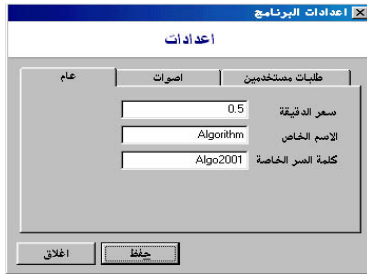 اعدادات البرنامج
اعدادات
عام
اصوات
طلبات مستخدمين
سعر الدقيقة 0.5
الاسم الخاص Algorithm
كلمة السر الخاصة Algo2001
حفظ
اغلاق